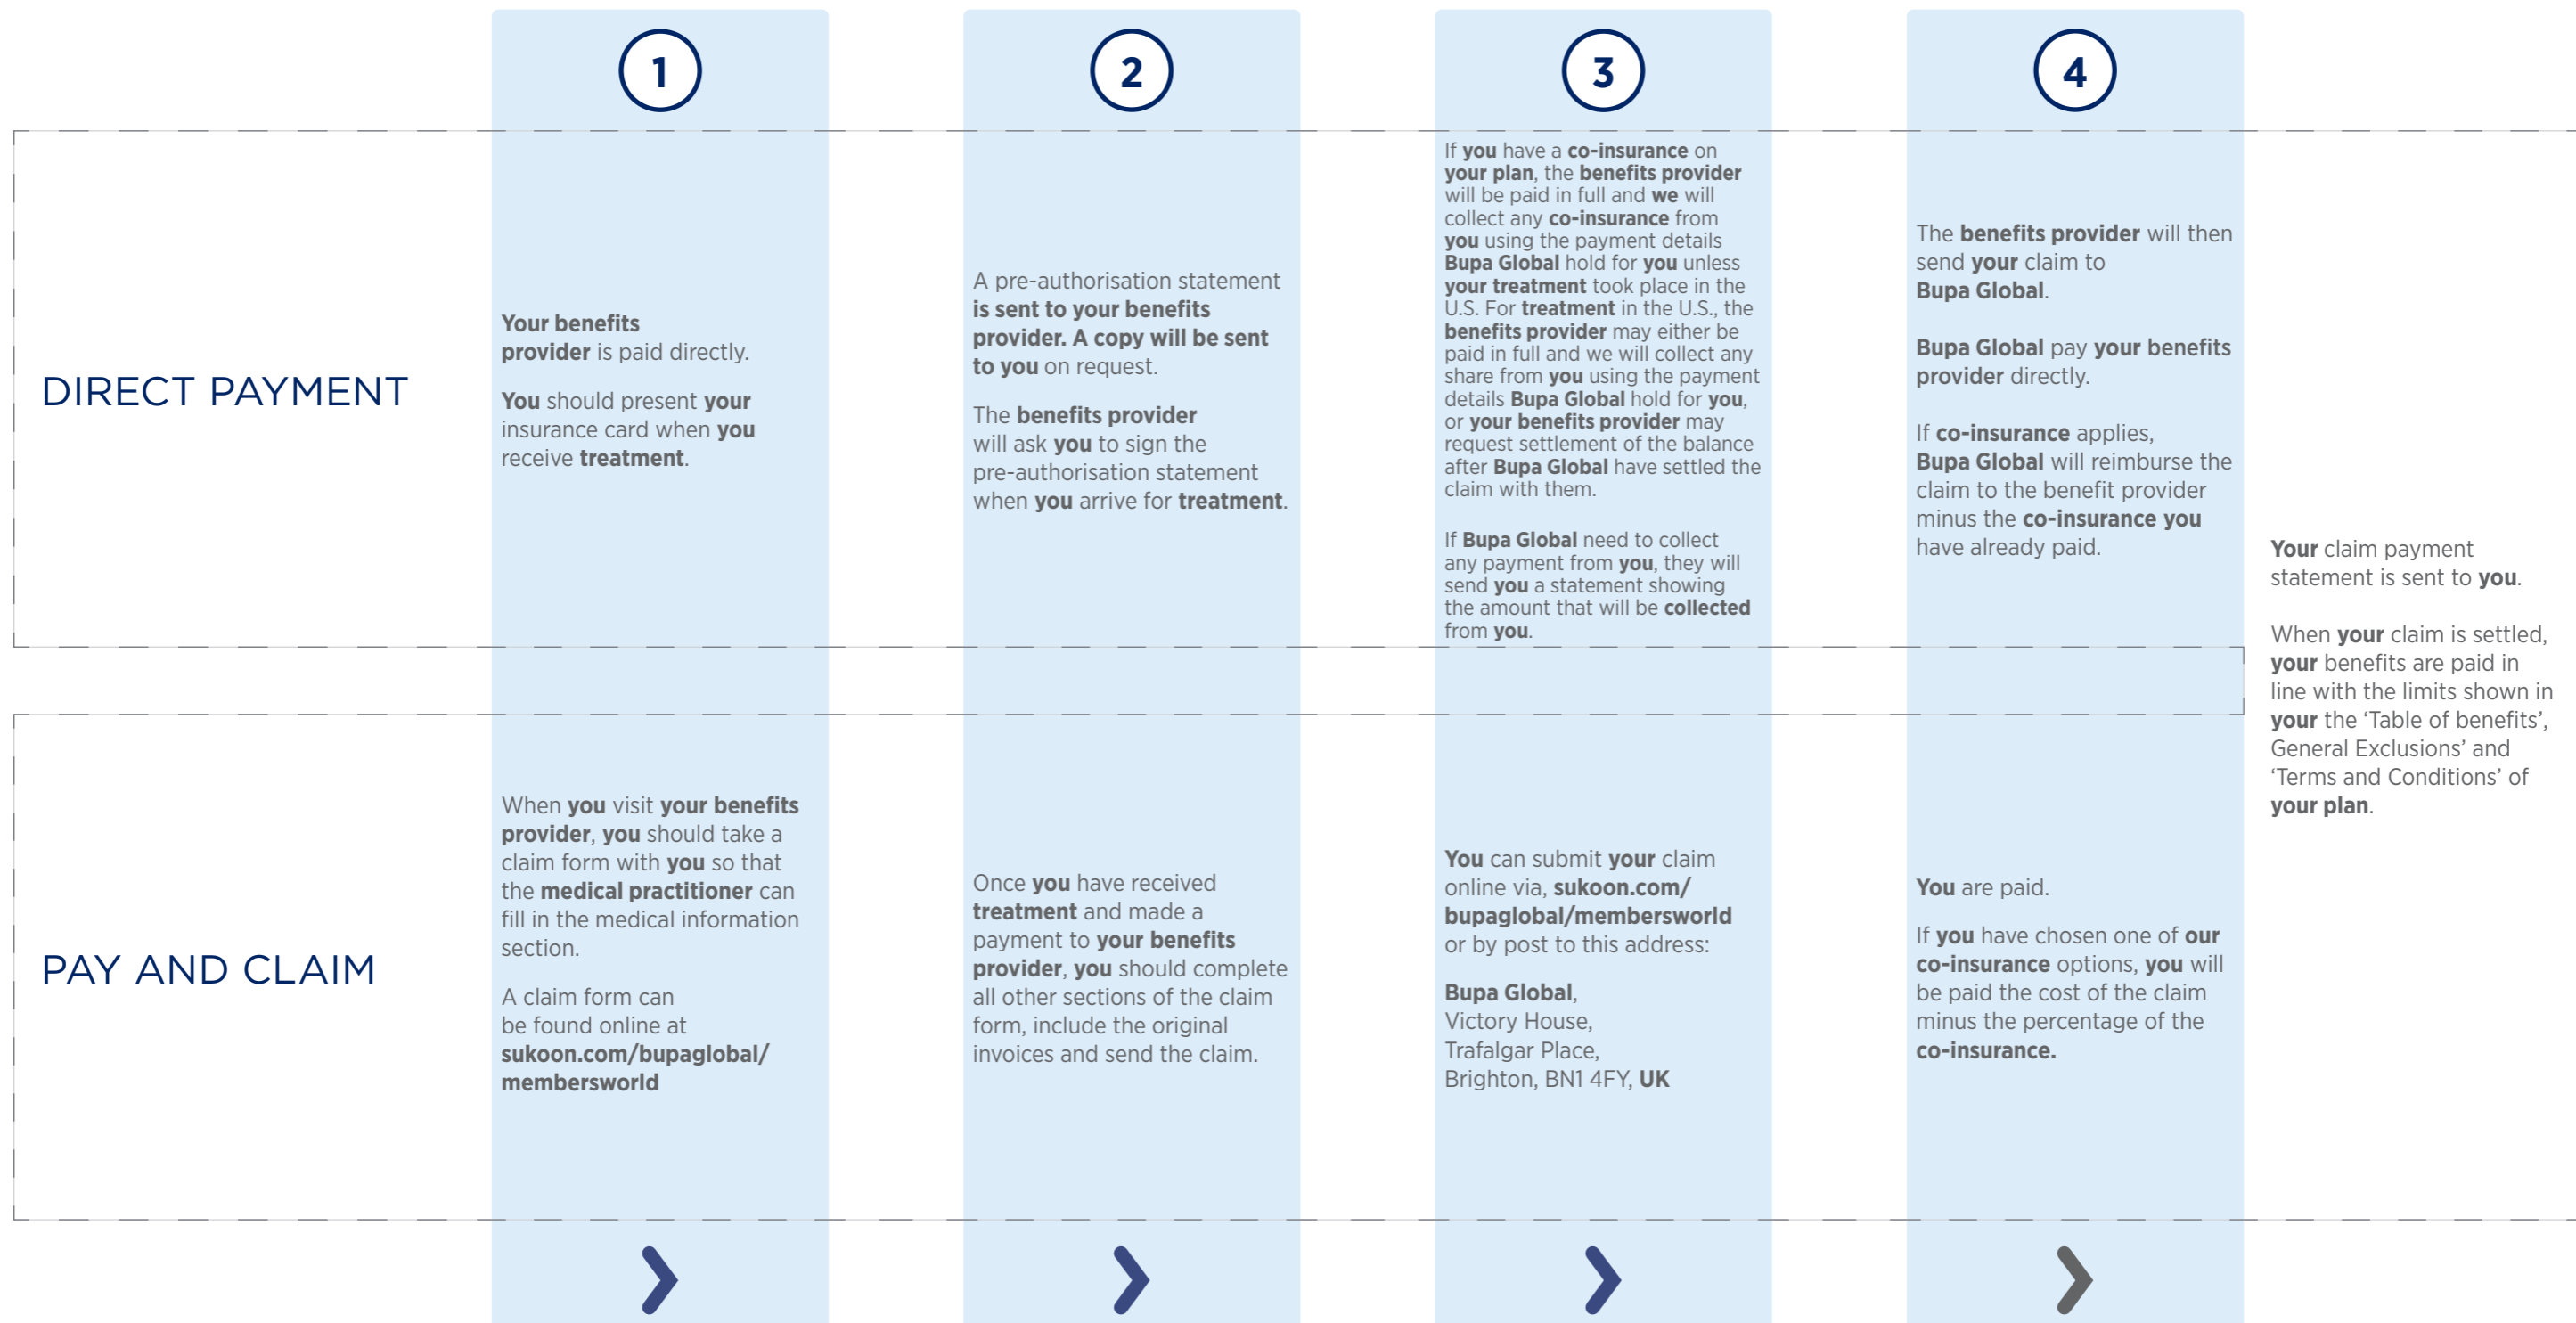 1
2
3
4
DIRECT PAYMENT
Your benefits
provider is paid directly.
You should present your
insurance card when you
receive treatment.
A pre-authorisation statement
is sent to your benefits
provider. A copy will be sent
to you on request.
The benefits provider
will ask you to sign the
pre-authorisation statement
when you arrive for treatment.
If you have a co-insurance on
your plan, the benefits provider
will be paid in full and we will
collect any co-insurance from
you using the payment details
Bupa Global hold for you unless
your treatment took place in the
U.S. For treatment in the U.S., the
benefits provider may either be
paid in full and we will collect any
share from you using the payment
details Bupa Global hold for you,
or your benefits provider may
request settlement of the balance
after Bupa Global have settled the
claim with them.
If Bupa Global need to collect
any payment from you, they will
send you a statement showing
the amount that will be collected
from you.
The benefits provider will then
send your claim to
Bupa Global.
Bupa Global pay your benefits
provider directly.
If co-insurance applies,
Bupa Global will reimburse the
claim to the benefit provider
minus the co-insurance you
have already paid.
PAY AND CLAIM
When you visit your benefits
provider, you should take a
claim form with you so that
the medical practitioner can
fill in the medical information
section.
A claim form can
be found online at
sukoon.com/bupaglobal/
membersworld
Once you have received
treatment and made a
payment to your benefits
provider, you should complete
all other sections of the claim
form, include the original
invoices and send the claim.
You can submit your claim
online via, sukoon.com/
bupaglobal/membersworld
or by post to this address:
Bupa Global,
Victory House,
Trafalgar Place,
Brighton, BN1 4FY, UK
You are paid.
If you have chosen one of our
co-insurance options, you will
be paid the cost of the claim
minus the percentage of the
co-insurance.
Your claim payment
statement is sent to you.
When your claim is settled,
your benefits are paid in
line with the limits shown in
your the ‘Table of benefits’,
General Exclusions’ and
‘Terms and Conditions’ of
your plan.